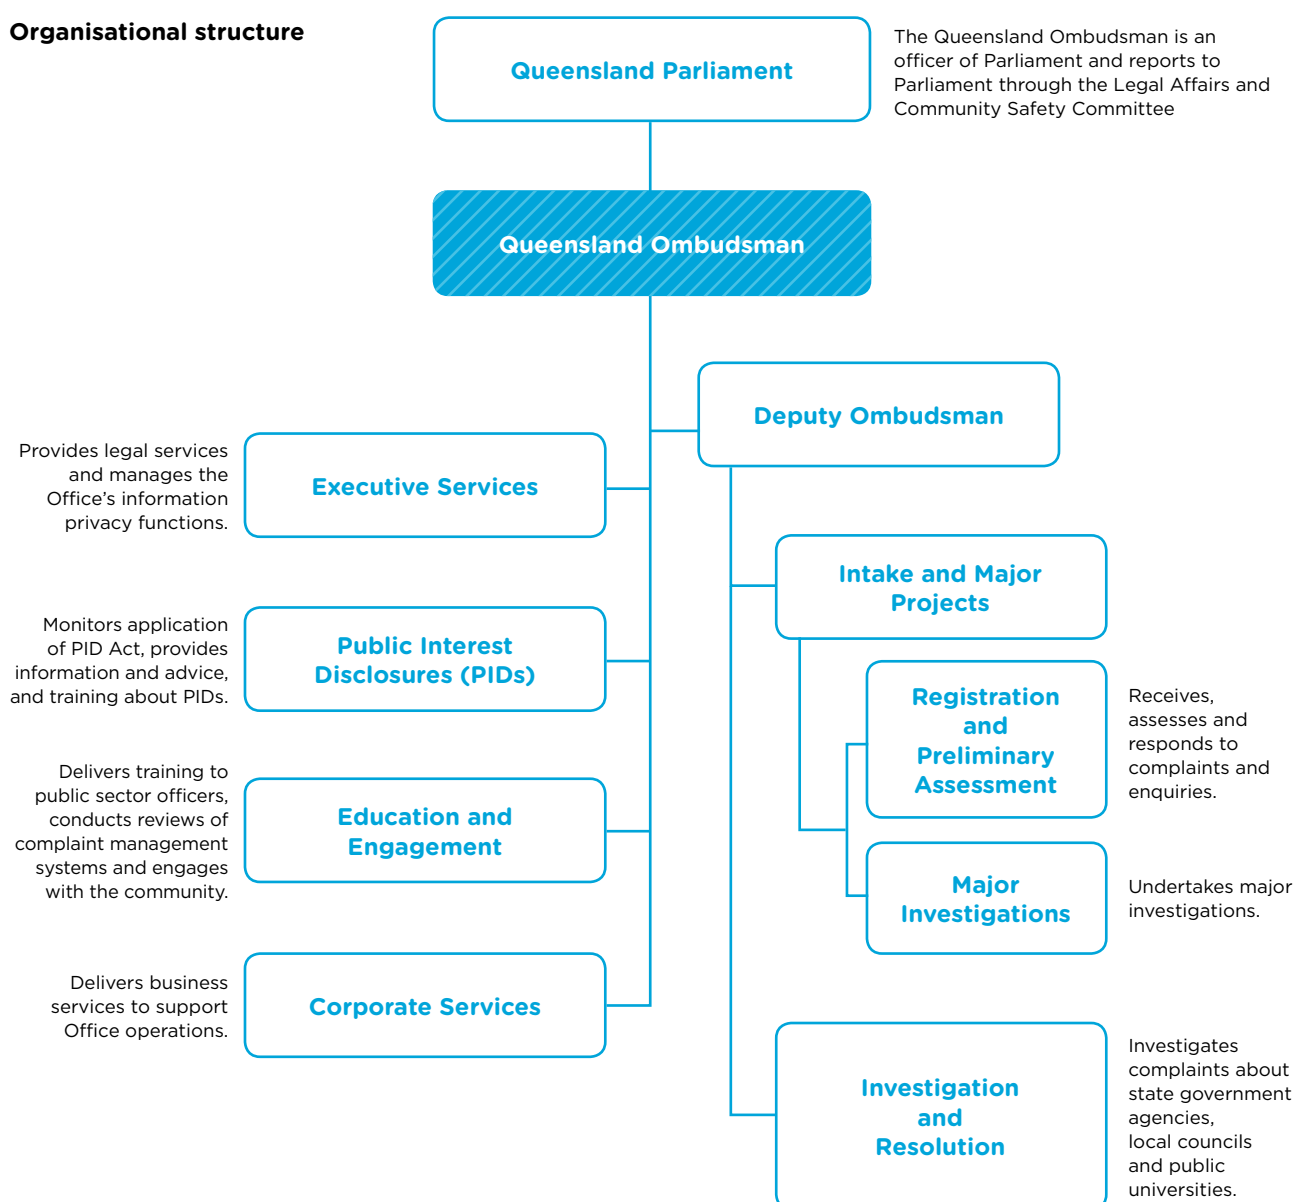 Organisational structure
Queensland Parliament
The Queensland Ombudsman is an
officer of Parliament and reports to
Parliament through the Legal Affairs and
Community Safety Committee
Queensland Ombudsman
Deputy Ombudsman
Provides legal services
and manages the
Office’s information
privacy functions.
Executive Services
Intake and Major
Projects
Monitors application
of PID Act, provides
information and advice,
and training about PIDs.
Public Interest
Disclosures (PIDs)
Registration
and
Preliminary
Assessment
Receives,
assesses and
responds to
complaints and
enquiries.
Delivers training to
public sector officers,
conducts reviews of
complaint management
systems and engages
with the community.
Education and
Engagement
Major
Investigations
Undertakes major
investigations.
Delivers business
services to support
Office operations.
Corporate Services
Investigation
and
Resolution
Investigates
complaints about
state government
agencies,
local councils
and public
universities.